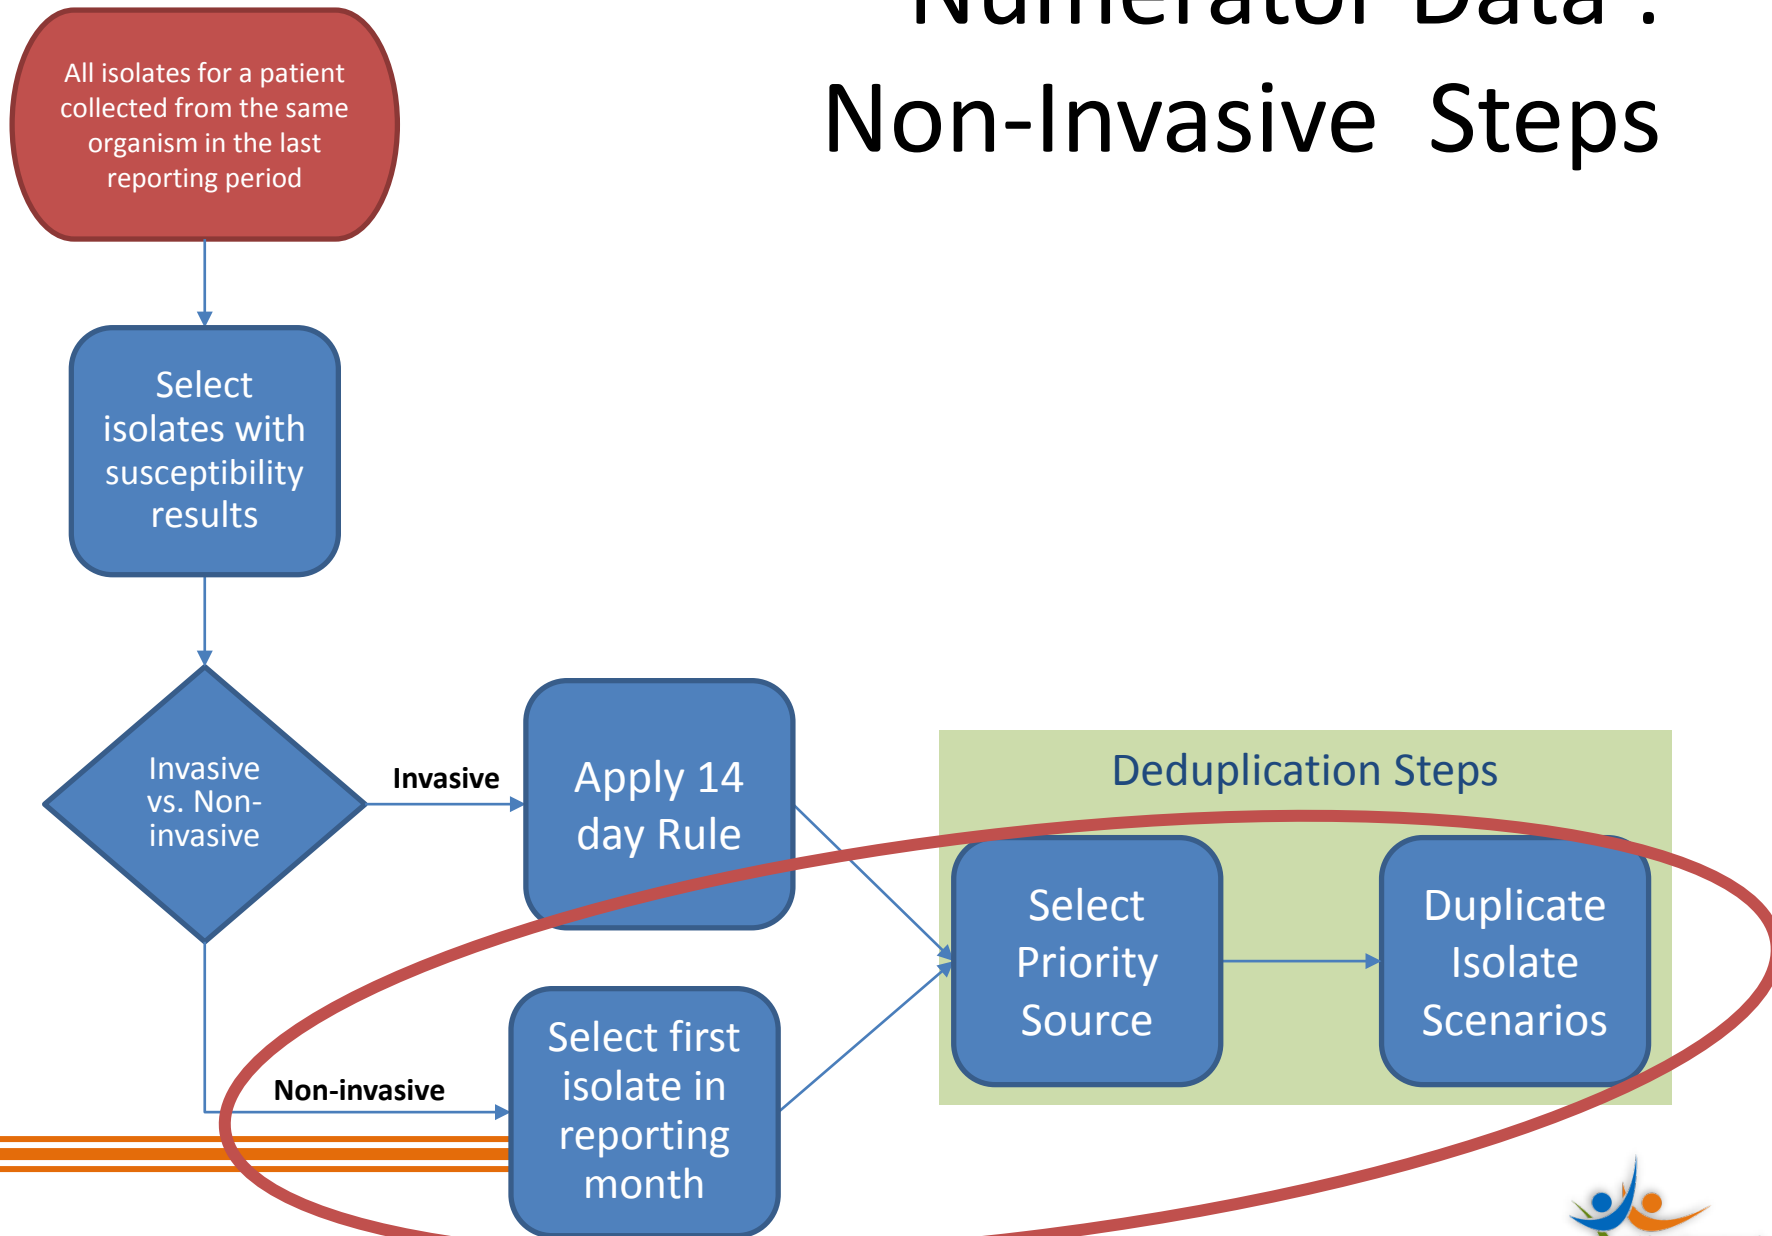 Numerator Data :
Non-Invasive Steps
All isolates for a patient
collected from the same
organism in the last
reporting period
Select
isolates with
susceptibility
results
Invasive
vs. Non-
invasive
Invasive
Apply 14
day Rule
Non-invasive
Select first
isolate in
reporting
month
Deduplication Steps
Select
Priority
Source
Duplicate
Isolate
Scenarios